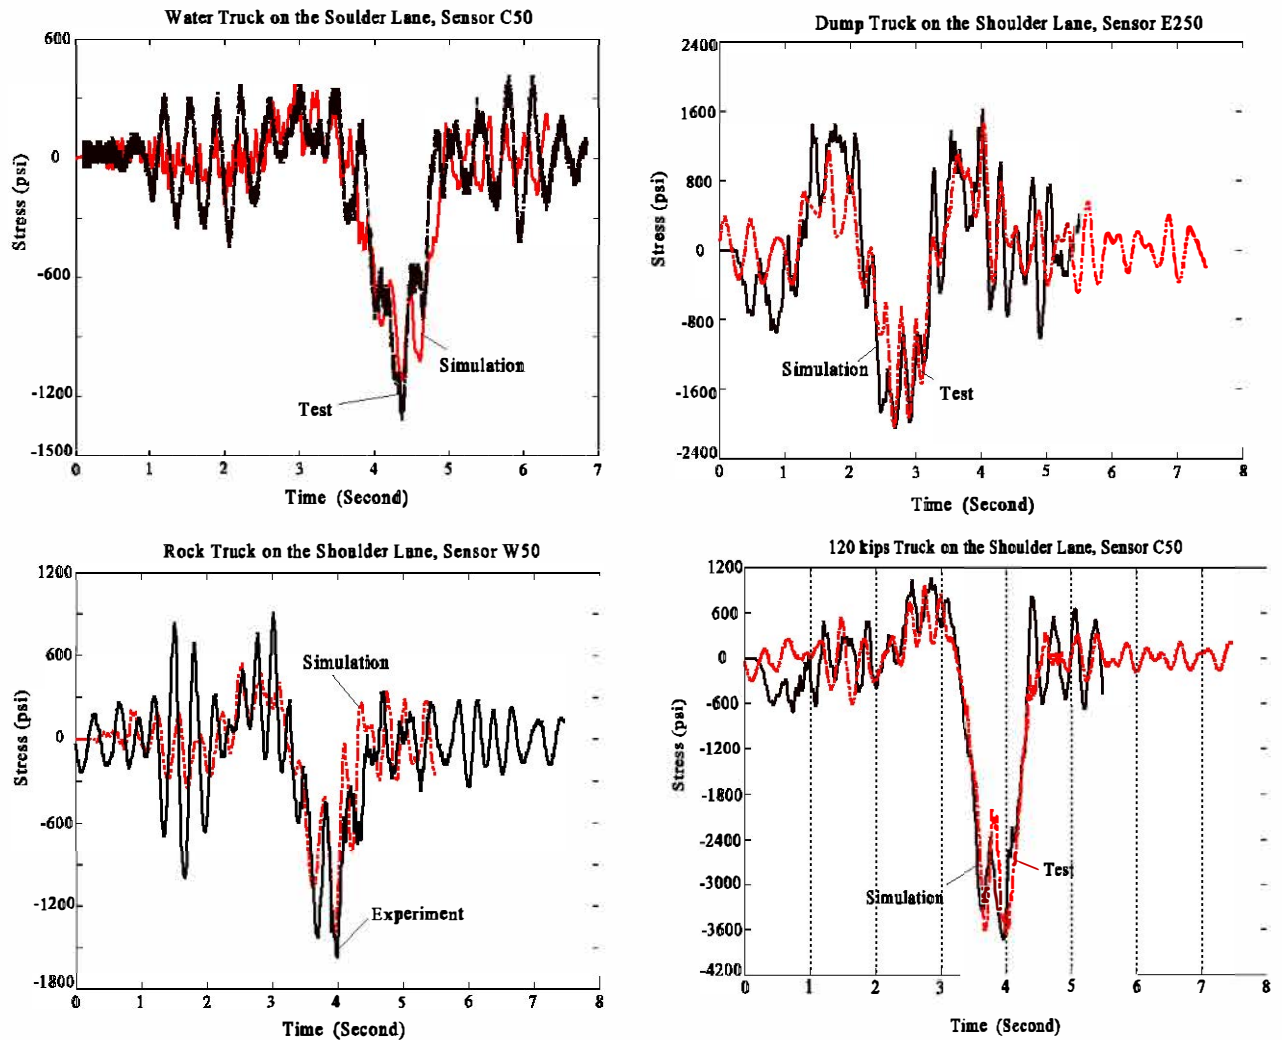 Water Truck on the Soulder Lane, Sensor C50
600
0
-600
-1200
-1500
Stress (psi)
Simulation
Test
0 1 2 3 4 5 6 7
Time (Second)
Dump Truck on the Shoulder Lane, Sensor E250
2400
1600
800
0
-800
-1600
-2400
Stress (psi)
Simulation
Test
0 1 2 3 4 5 6 7 8
Time (Second)
Rock Truck on the Shoulder Lane, Sensor W50
1200
600
0
-600
-1200
-1800
Stress (psi)
Simulation
Experiment
0 1 2 3 4 5 6 7 8
Time (Second)
120 kips Truck on the Shoulder Lane, Sensor C50
1200
600
0
-600
-1200
-1800
-2400
-3000
-3600
-4200
Stress (psi)
Simulation
Test
0 1 2 3 4 5 6 7 8
Time (Second)